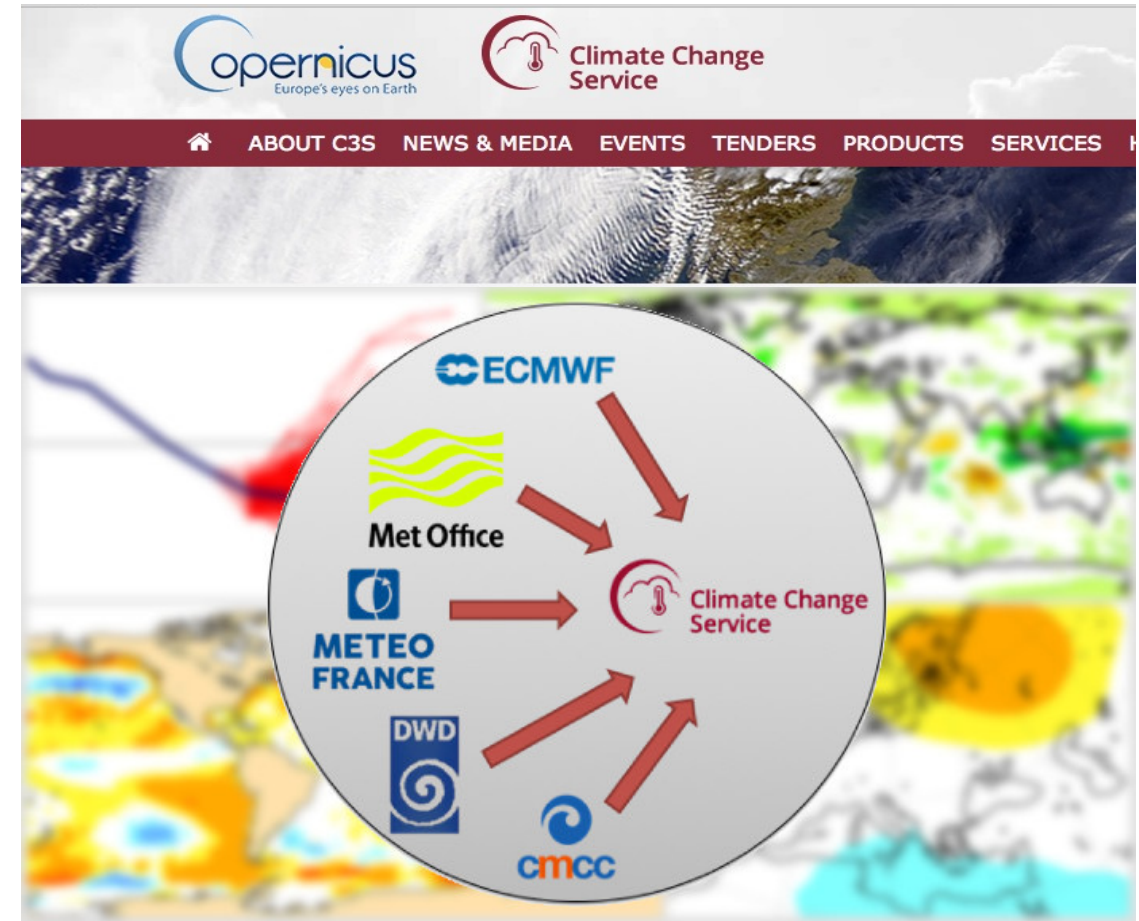 Copernicus
Europe's eyes on Earth
Climate Change
Service
ABOUT C3S NEWS & MEDIA EVENTS TENDERS PRODUCTS SERVICES H
ECMWF
Met Office
METEO
FRANCE
Climate Change
Service
DWD
cmcc